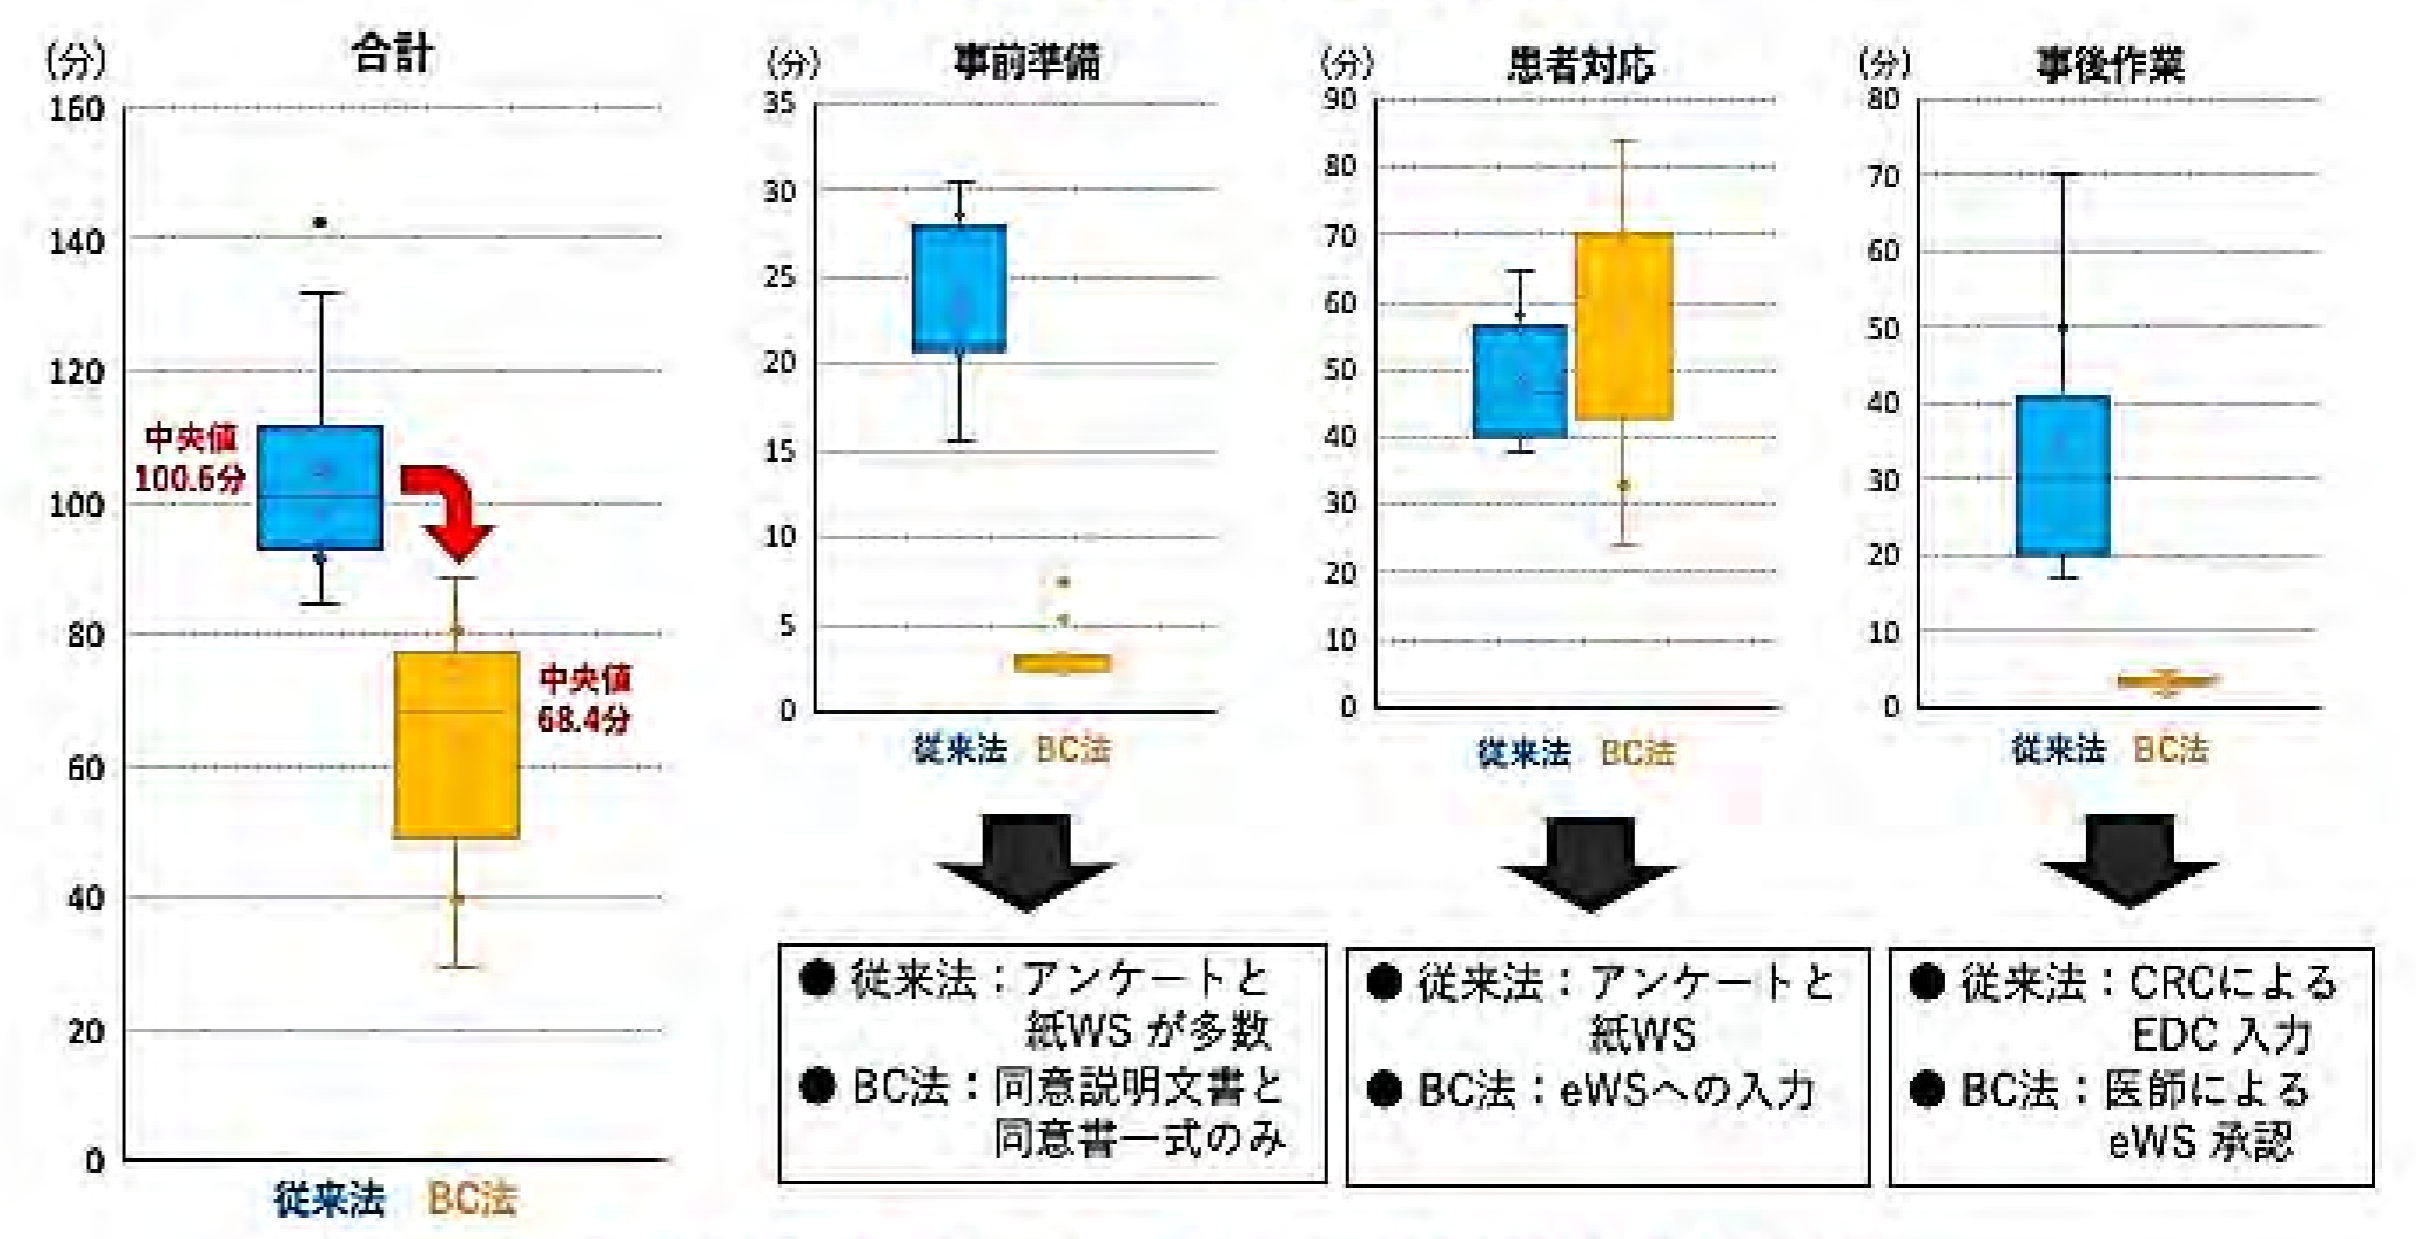 合計
(分)
160
140
120
100
80
60
40
20
0
中央値
100.6分
中央値
68.4分
従来法 BC法
事前準備
(分)
35
30
25
20
15
10
5
0
従来法 BC法
● 従来法：アンケートと
紙WS が多数
● BC法：同意説明文書と
同意書一式のみ
患者対応
(分)
90
80
70
60
50
40
30
20
10
0
従来法 BC法
● 従来法：アンケートと
紙WS
● BC法：eWSへの入力
事後作業
(分)
80
70
60
50
40
30
20
10
0
従来法 BC法
● 従来法：CRCによる
EDC 入力
● BC法：医師による
eWS 承認